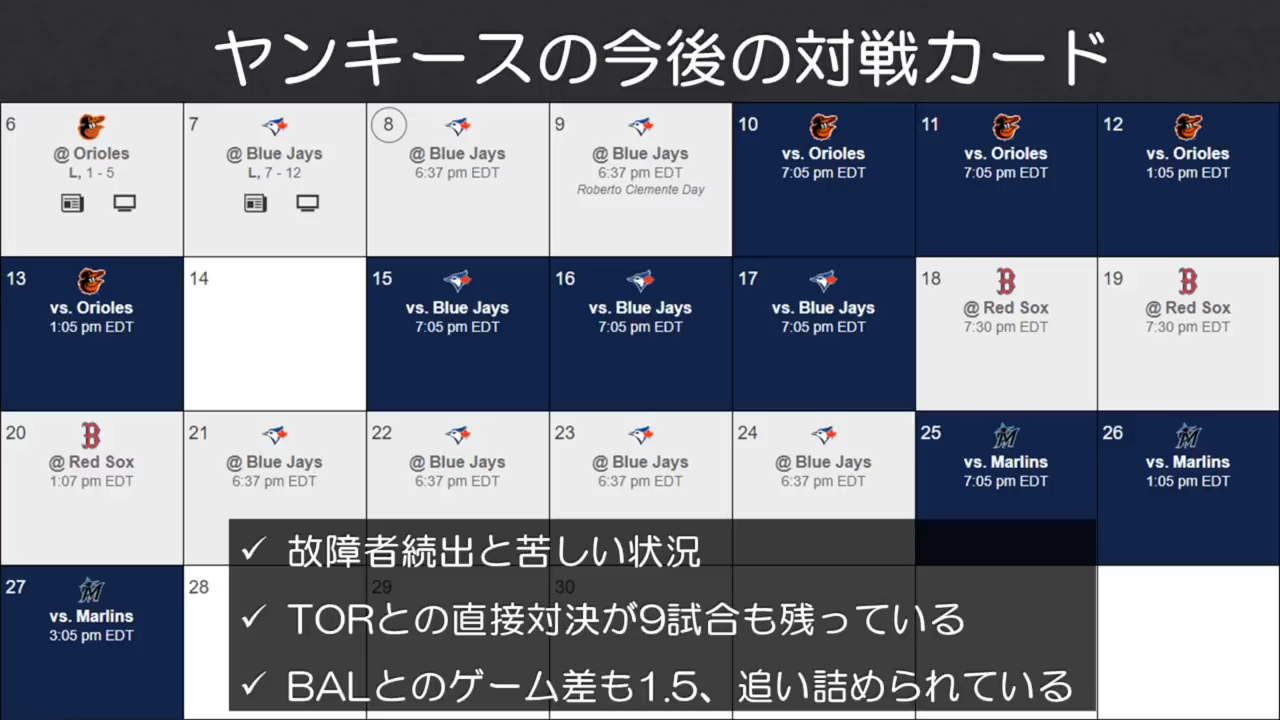 ヤンキースの今後の対戦カード
6
@ Orioles
L, 1 - 5
7
@ Blue Jays
L, 7 - 12
8
@ Blue Jays
6:37 pm EDT
9
@ Blue Jays
6:37 pm EDT
Roberto Clemente Day
10
vs. Orioles
7:05 pm EDT
11
vs. Orioles
7:05 pm EDT
12
vs. Orioles
1:05 pm EDT
13
vs. Orioles
1:05 pm EDT
14
15
vs. Blue Jays
7:05 pm EDT
16
vs. Blue Jays
7:05 pm EDT
17
vs. Blue Jays
7:05 pm EDT
18
B
@ Red Sox
7:30 pm EDT
19
B
@ Red Sox
7:30 pm EDT
20
B
@ Red Sox
1:07 pm EDT
21
@ Blue Jays
6:37 pm EDT
22
@ Blue Jays
6:37 pm EDT
23
@ Blue Jays
6:37 pm EDT
24
@ Blue Jays
6:37 pm EDT
25
M
vs. Marlins
7:05 pm EDT
26
M
vs. Marlins
1:05 pm EDT
27
M
vs. Marlins
3:05 pm EDT
28
29
30
✓ 故障者続出と苦しい状況
✓ TORとの直接対決が9試合も残っている
✓ BALとのゲーム差も1.5、追い詰められている